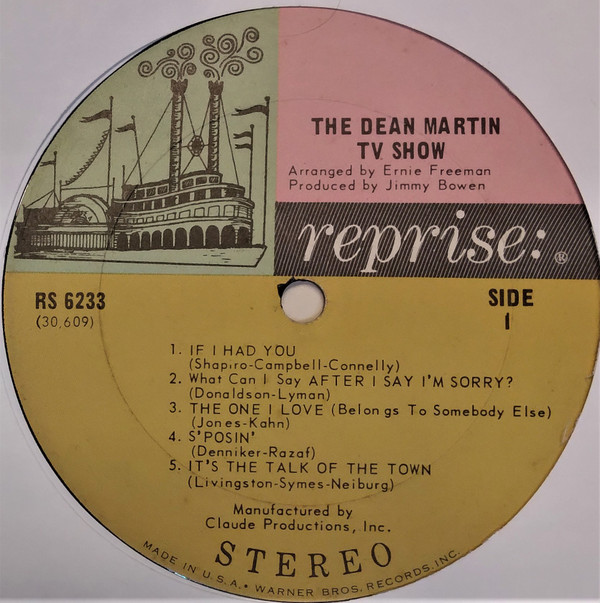 THE DEAN MARTIN
TV SHOW
Arranged by Ernie Freeman
Produced by Jimmy Bowen
reprise:®
RS 6233
(30,609)
SIDE
1
1. IF I HAD YOU
(Shapiro-Campbell-Connelly)
2. What Can I Say AFTER I SAY I'M SORRY?
(Donaldson-Lyman)
3. THE ONE I LOVE (Belongs To Somebody Else)
(Jones-Kahn)
4. S'POSIN'
(Denniker-Razaf)
5. IT'S THE TALK OF THE TOWN
(Livingston-Symes-Neiburg)
Manufactured by
Claude Productions, Inc.
STEREO
MADE IN U.S.A. • WARNER BROS. RECORDS, INC.